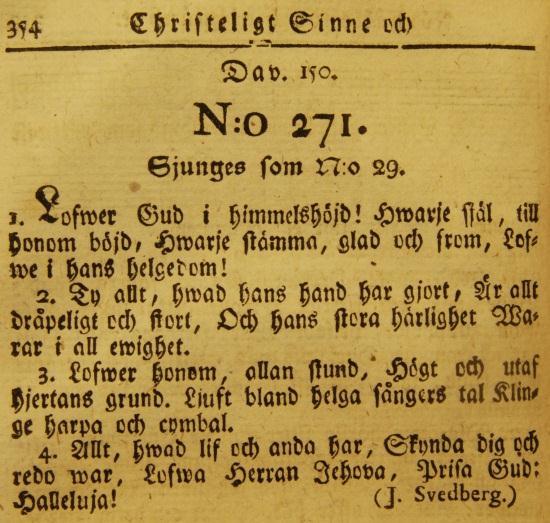 354 Christeligt Sinne och
Dav. 150.
N:o 271.
Sjunges som N:o 29.
1. Lofwer Gud i himmelshöjd! Hwarje själ, till
honom böjd, Hwarje stämma, glad och from, Lof-
we i hans helgedom!
2. Ty allt, hwad hans hand har gjort, Är allt
dråpeligt och stort, Och hans stora härlighet Wa-
rar i all ewighet.
3. Lofwer honom, allan stund, Högt och utaf
hjertans grund. Ljuft bland helga sångers tal Klin-
ge harpa och cymbal.
4. Allt, hwad lif och anda har, Skynda dig och
redo war, Lofwa Herran Jehova, Prisa Gud:
Halleluja! (J. Svedberg.)